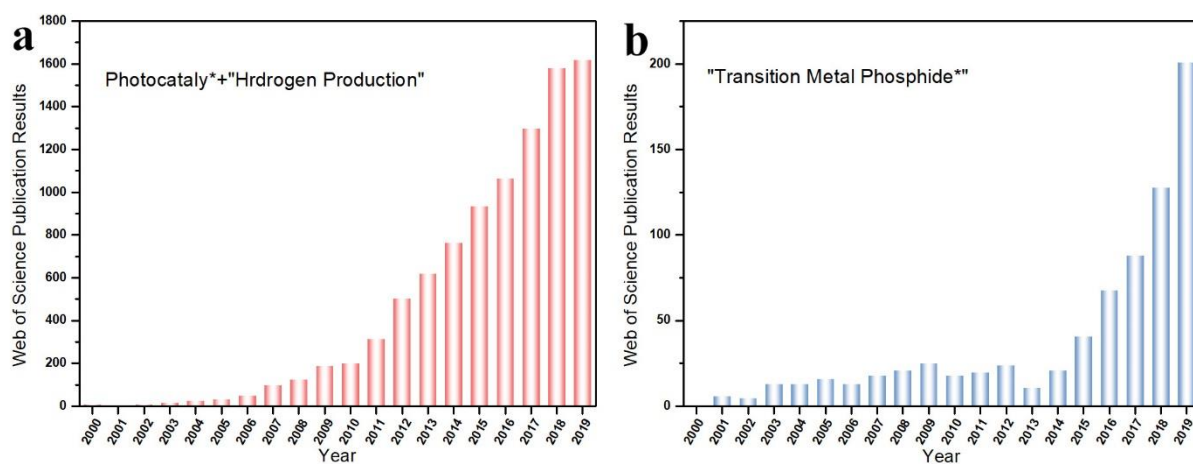 a
Web of Science Publication Results
1800
1600
1400
1200
1000
800
600
400
200
0
Photocataly*+"Hrdrogen Production"
2000 2001 2002 2003 2004 2005 2006 2007 2008 2009 2010 2011 2012 2013 2014 2015 2016 2017 2018 2019
Year
b
Web of Science Publication Results
200
150
100
50
0
"Transition Metal Phosphide*"
2000 2001 2002 2003 2004 2005 2006 2007 2008 2009 2010 2011 2012 2013 2014 2015 2016 2017 2018 2019
Year